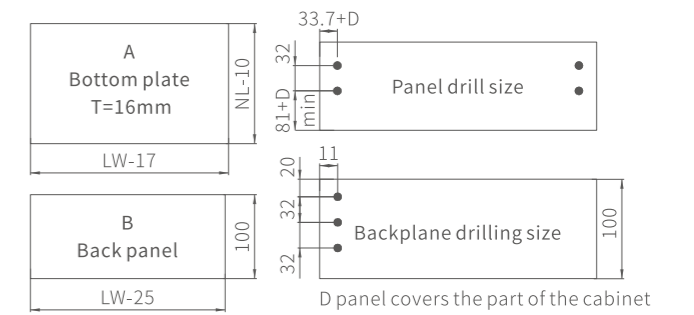 A
Bottom plate
T=16mm
NL-10
LW-17
33.7+D
32
81+D
min
Panel drill size
B
Back panel
100
LW-25
11
20
32
32
Backplane drilling size
100
D panel covers the part of the cabinet